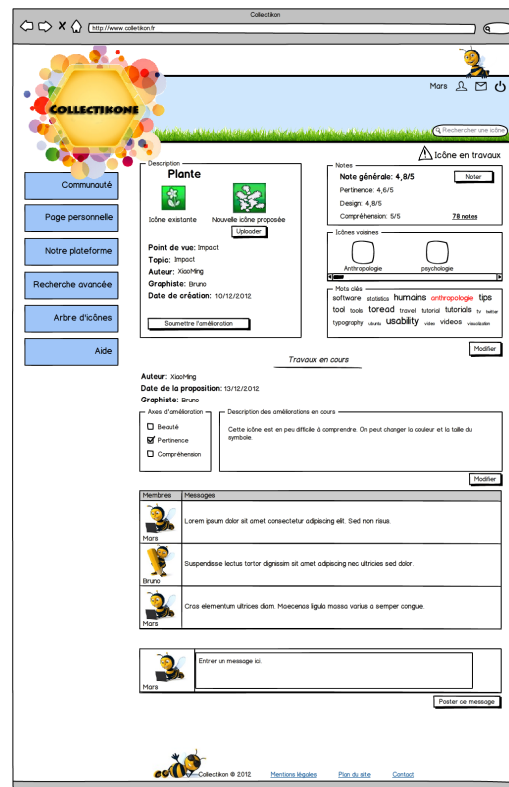 Collectikon
http://www.colletikon.fr
Mars
COLLECTIKONE
Rechercher une icône
Icône en travaux
Communauté
Page personnelle
Notre plateforme
Recherche avancée
Arbre d'icônes
Aide
Description
Plante
Icône existante Nouvelle icône proposée
Uploader
Point de vue: Impact
Topic: Impact
Auteur: XiaoMing
Graphiste: Bruno
Date de création: 10/12/2012
Soumettre l'amélioration
Notes
Note générale: 4,8/5 Noter
Pertinence: 4,6/5
Design: 4,8/5
Compréhension: 5/5 78 notes
Icônes voisines
Anthropologie psychologie
Mots clés
software statistics humans anthropologie tips
tool tools toread travel tutorial tutorials tv twitter
typography ubuntu usability video videos visualization
Modifier
Travaux en cours
Auteur: XiaoMing
Date de la proposition: 13/12/2012
Graphiste: Bruno
Axes d'amélioration
Beauté
Pertinence
Compréhension
Description des améliorations en cours
Cette icône est en peu difficile à comprendre. On peut changer la couleur et la taille du
symbole.
Modifier
Membres Messages
Mars
Lorem ipsum dolor sit amet consectetur adipiscing elit. Sed non risus.
Bruno
Suspendisse lectus tortor dignissim sit amet adipiscing nec ultricies sed dolor.
Mars
Cras elementum ultrices diam. Maecenas ligula massa varius a semper congue.
Mars
Entrer un message ici.
Poster ce message
Collectikon © 2012 Mentions légales Plan du site Contact